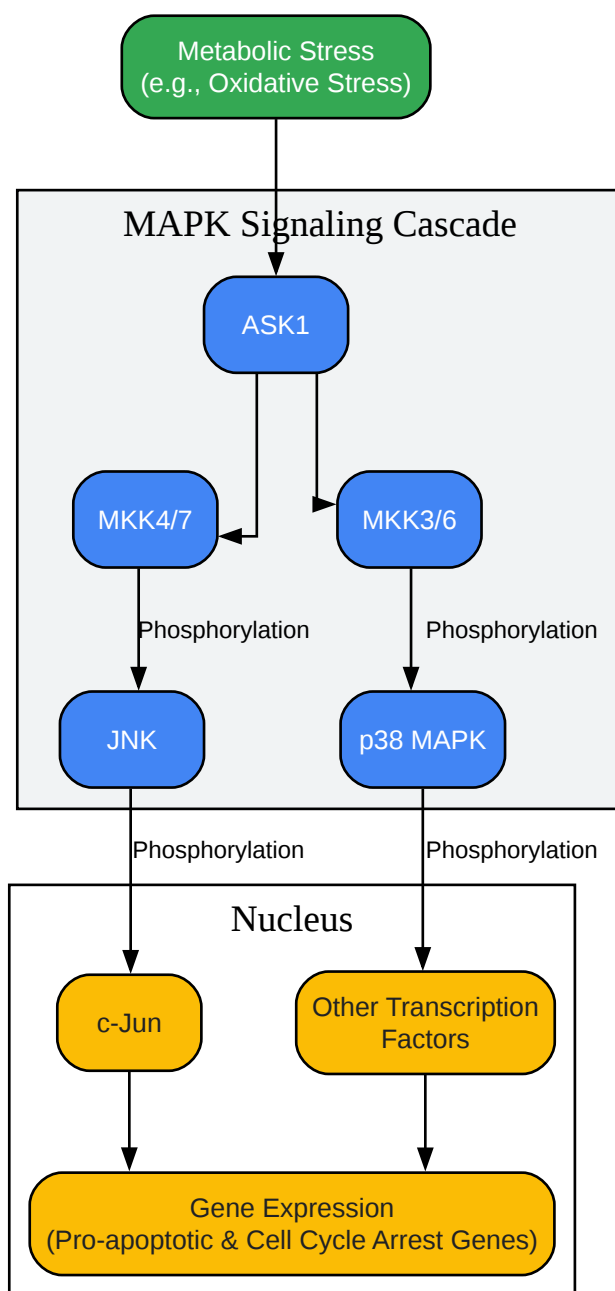 Metabolic Stress
(e.g., Oxidative Stress)
MAPK Signaling Cascade
ASK1
MKK4/7
MKK3/6
Phosphorylation
Phosphorylation
JNK
p38 MAPK
Phosphorylation
Phosphorylation
Nucleus
c-Jun
Other Transcription
Factors
Gene Expression
(Pro-apoptotic & Cell Cycle Arrest Genes)